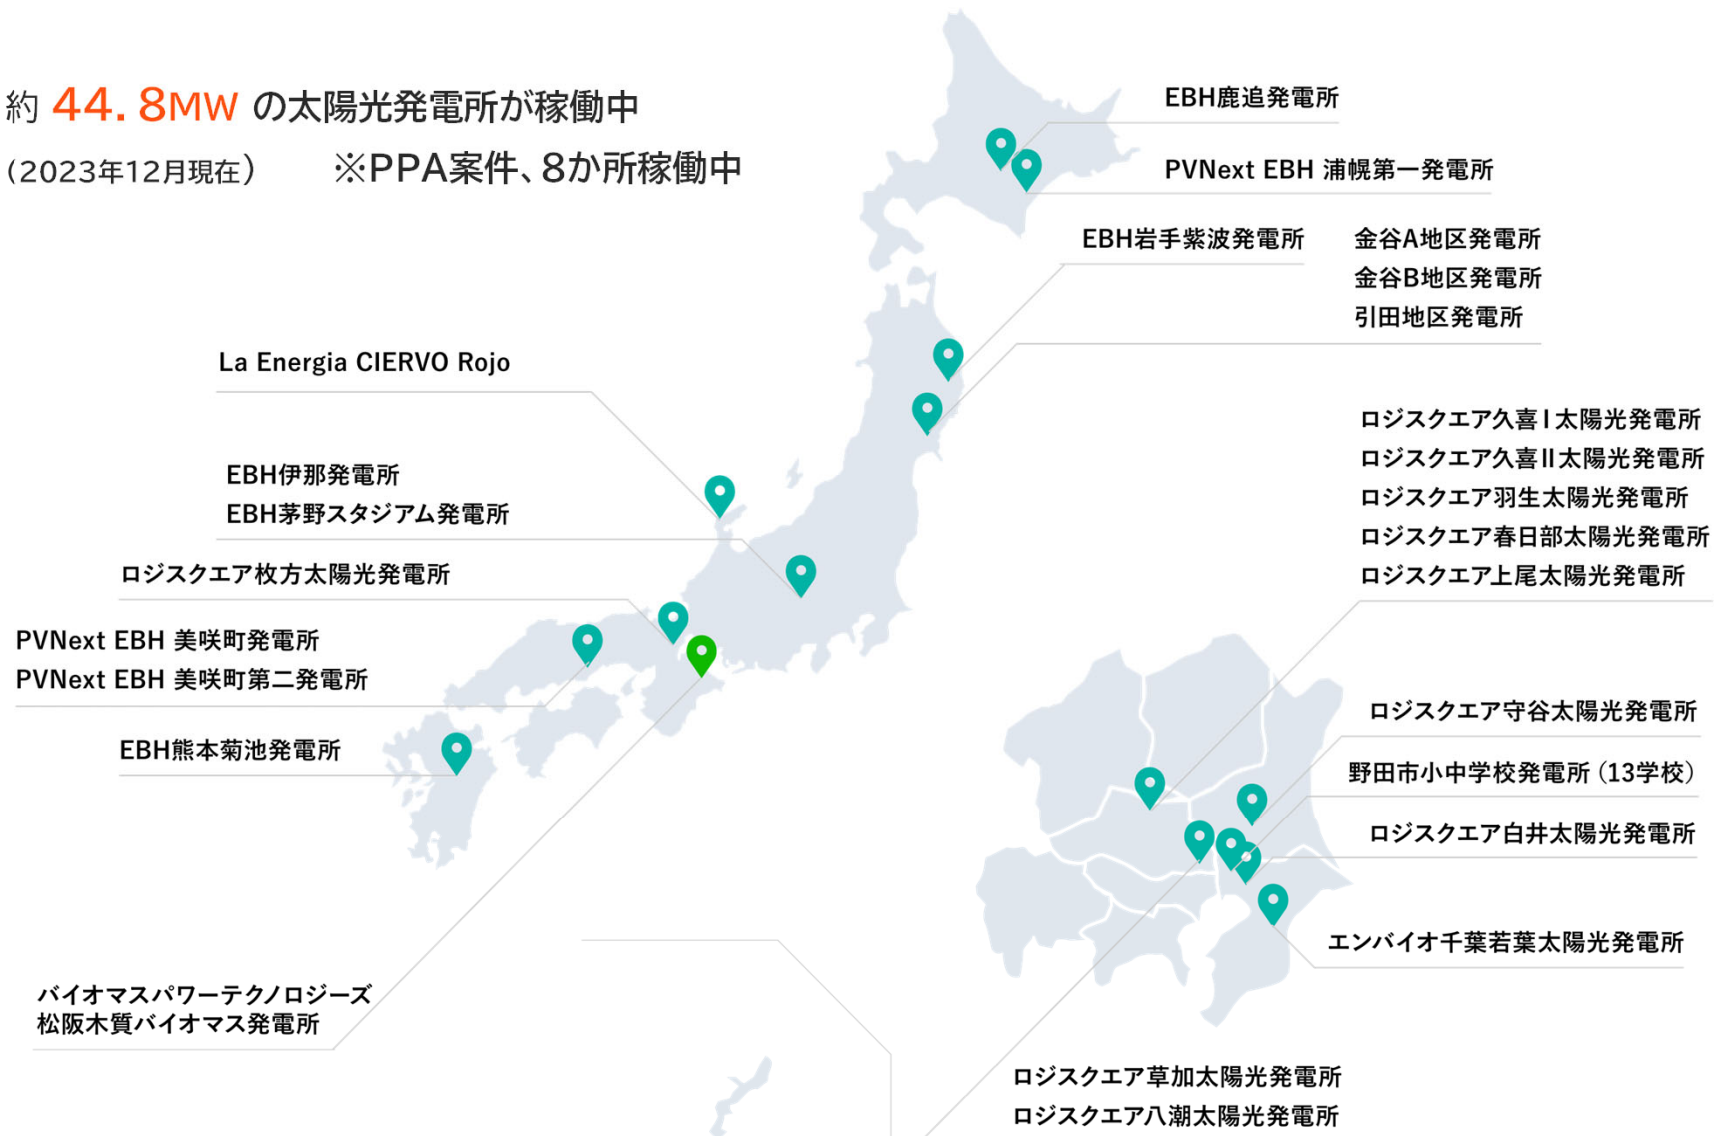 約 44.8MW の太陽光発電所が稼働中
(2023年12月現在) ※PPA案件、8か所稼働中
EBH鹿追発電所
PVNext EBH 浦幌第一発電所
EBH岩手紫波発電所
金谷A地区発電所
金谷B地区発電所
引田地区発電所
La Energia CIERVO Rojo
EBH伊那発電所
EBH茅野スタジアム発電所
ロジスクエア枚方太陽光発電所
PVNext EBH 美咲町発電所
PVNext EBH 美咲町第二発電所
EBH熊本菊池発電所
バイオマスパワーテクノロジーズ
松阪木質バイオマス発電所
ロジスクエア久喜I太陽光発電所
ロジスクエア久喜II太陽光発電所
ロジスクエア羽生太陽光発電所
ロジスクエア春日部太陽光発電所
ロジスクエア上尾太陽光発電所
ロジスクエア守谷太陽光発電所
野田市小中学校発電所(13学校)
ロジスクエア白井太陽光発電所
エンバイオ千葉若葉太陽光発電所
ロジスクエア草加太陽光発電所
ロジスクエア八潮太陽光発電所